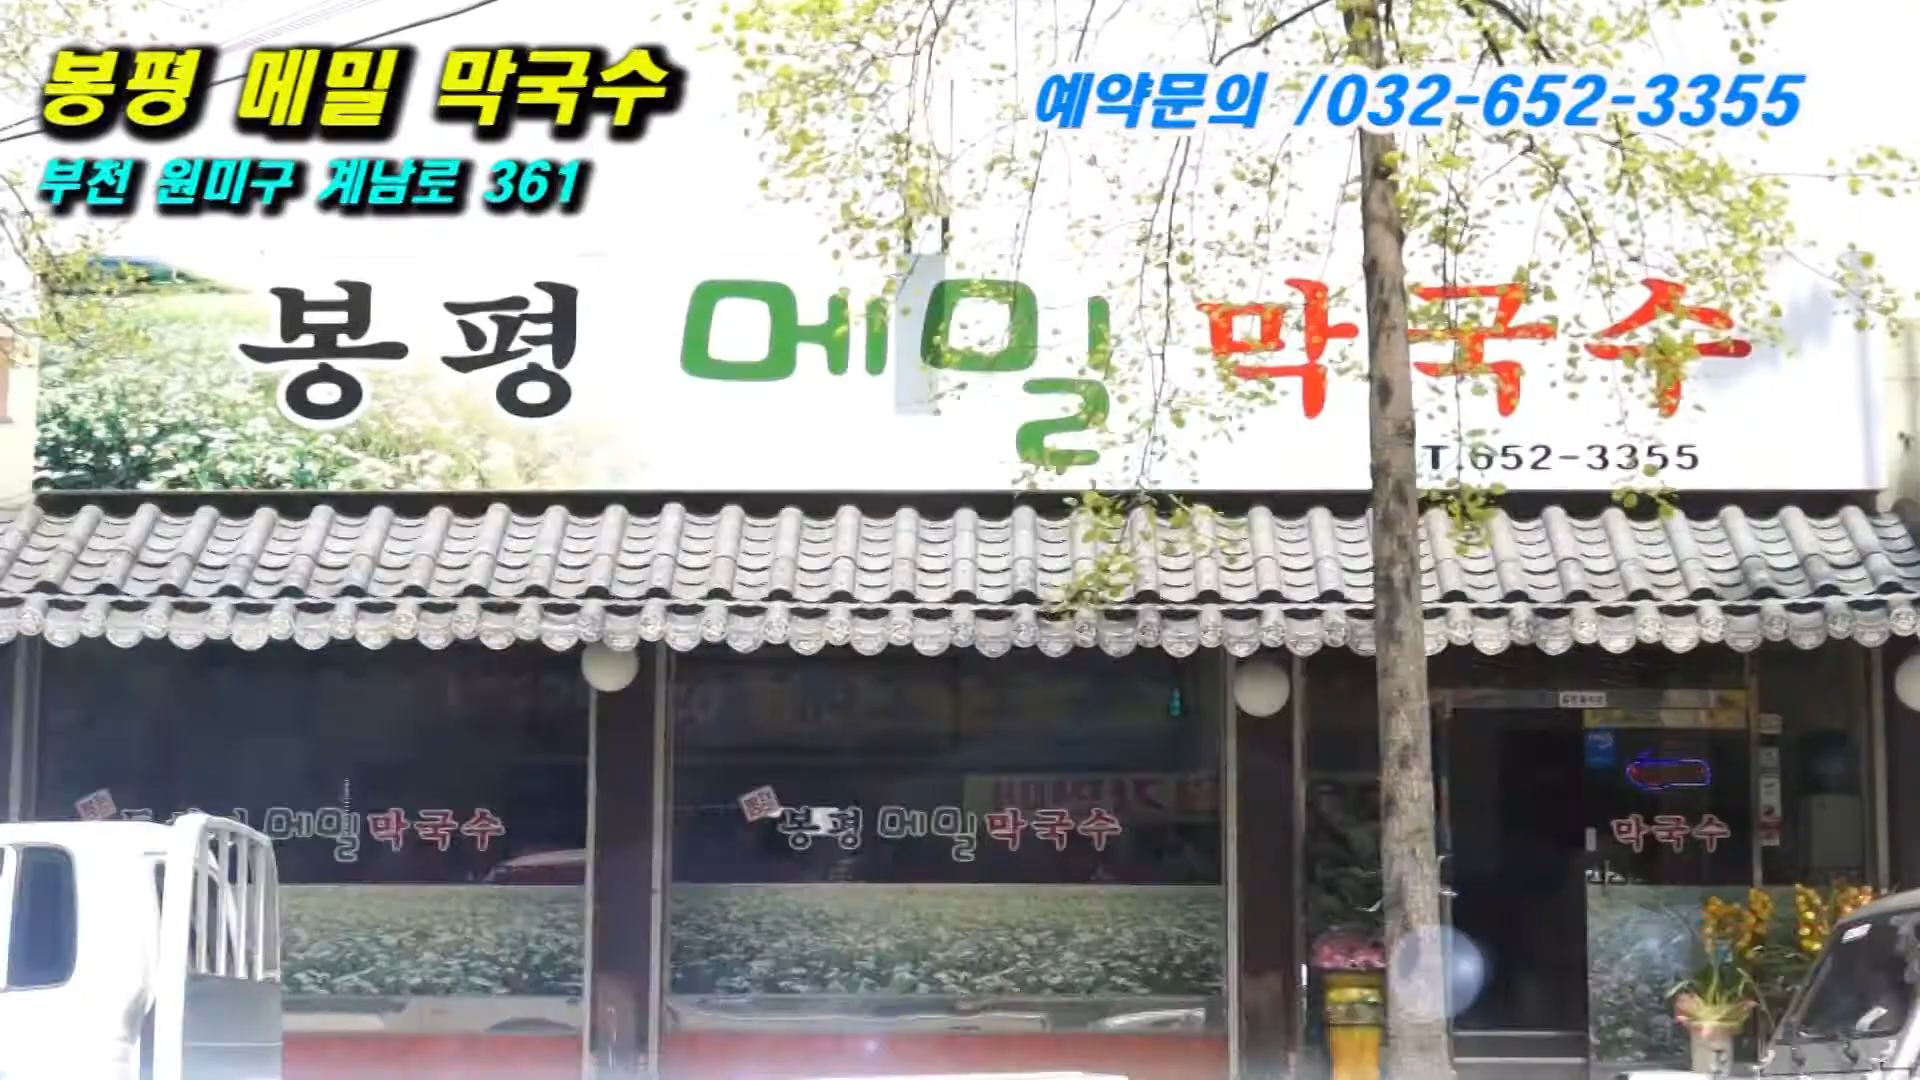 봉평 메밀 막국수
예약문의 /032-652-3355
부천 원미구 계남로 361
봉평 메밀 막국수
T.652-3355
메밀막국수
봉평 메밀막국수
막국수